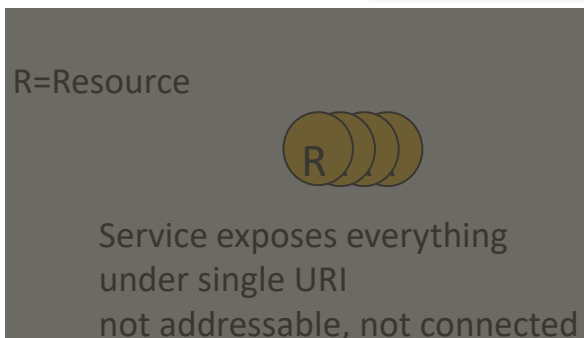 R=Resource
R
Service exposes everything
under single URI
not addressable, not connected